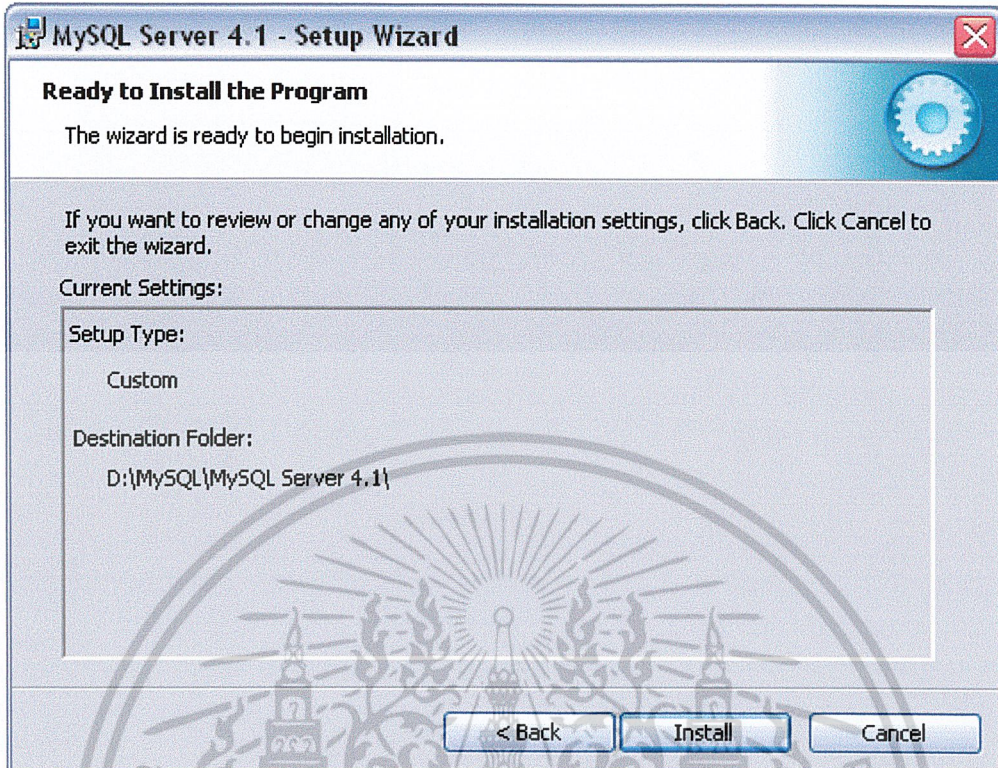 MySQL Server 4.1 - Setup Wizard
Ready to Install the Program
The wizard is ready to begin installation.
If you want to review or change any of your installation settings, click Back. Click Cancel to
exit the wizard.
Current Settings:
Setup Type:
Custom
Destination Folder:
D:\MySQL\MySQL Server 4.1\
< Back
Install
Cancel